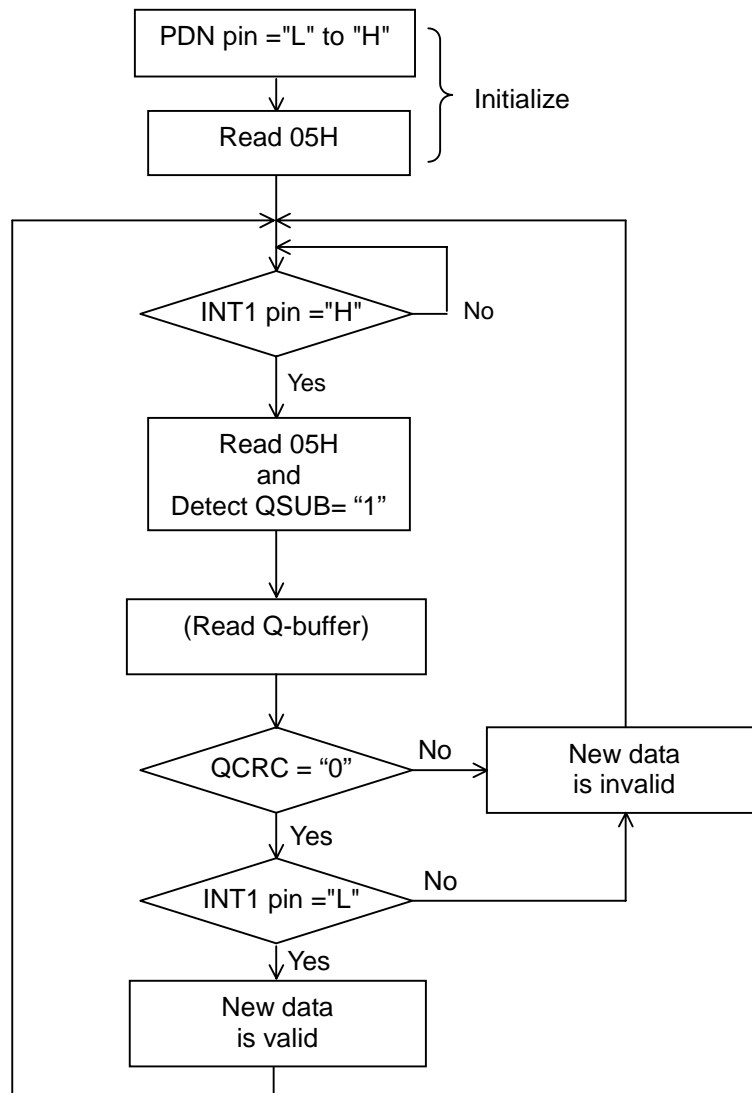 PDN pin ="L" to "H"
Initialize
Read 05H
INT1 pin ="H"
No
Yes
Read 05H
and
Detect QSUB= “1”
(Read Q-buffer)
QCRC = “0”
No
New data
is invalid
Yes
INT1 pin ="L"
No
Yes
New data
is valid